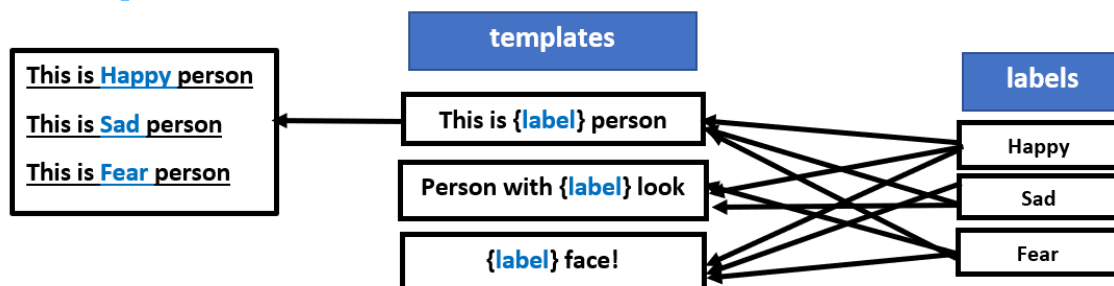 This is Happy person
This is Sad person
This is Fear person
templates
This is {label} person
Person with {label} look
{label} face!
labels
Happy
Sad
Fear